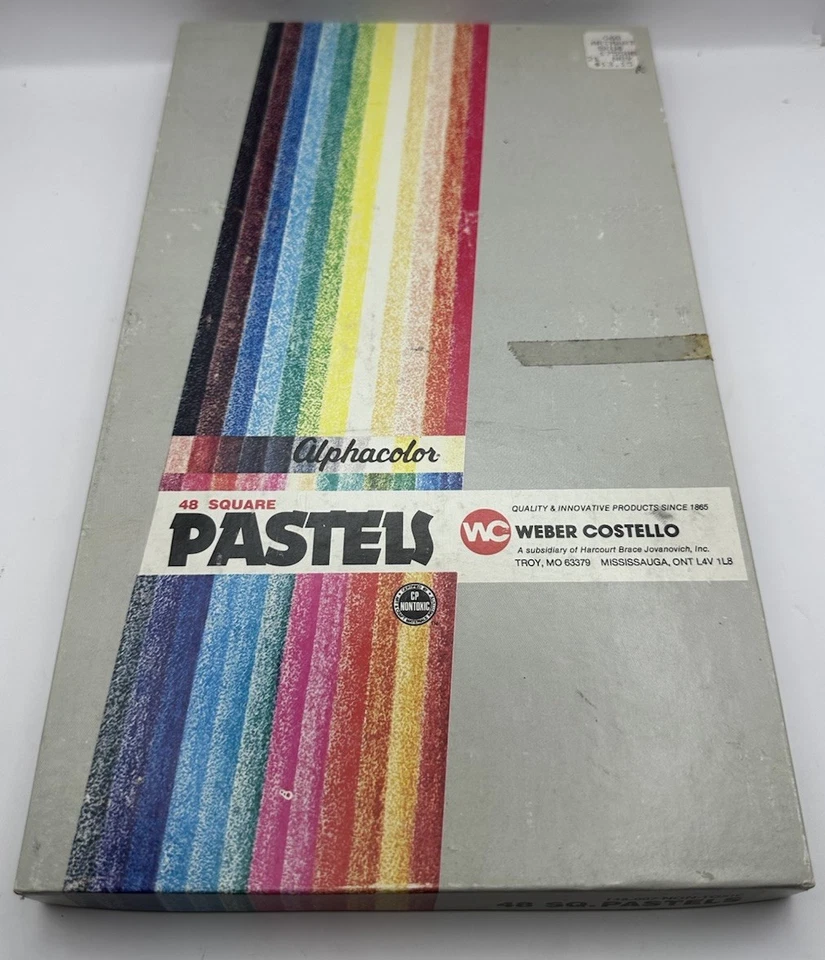 Alphacolor
48 SQUARE
PASTELS
WC
QUALITY & INNOVATIVE PRODUCTS SINCE 1865
WEBER COSTELLO
A subsidiary of Harcourt Brace Jovanovich, Inc.
TROY, MO 63379 MISSISSAUGA, ONT L4V 1L8
CP
NONTOXIC
48 SQ. PASTELS